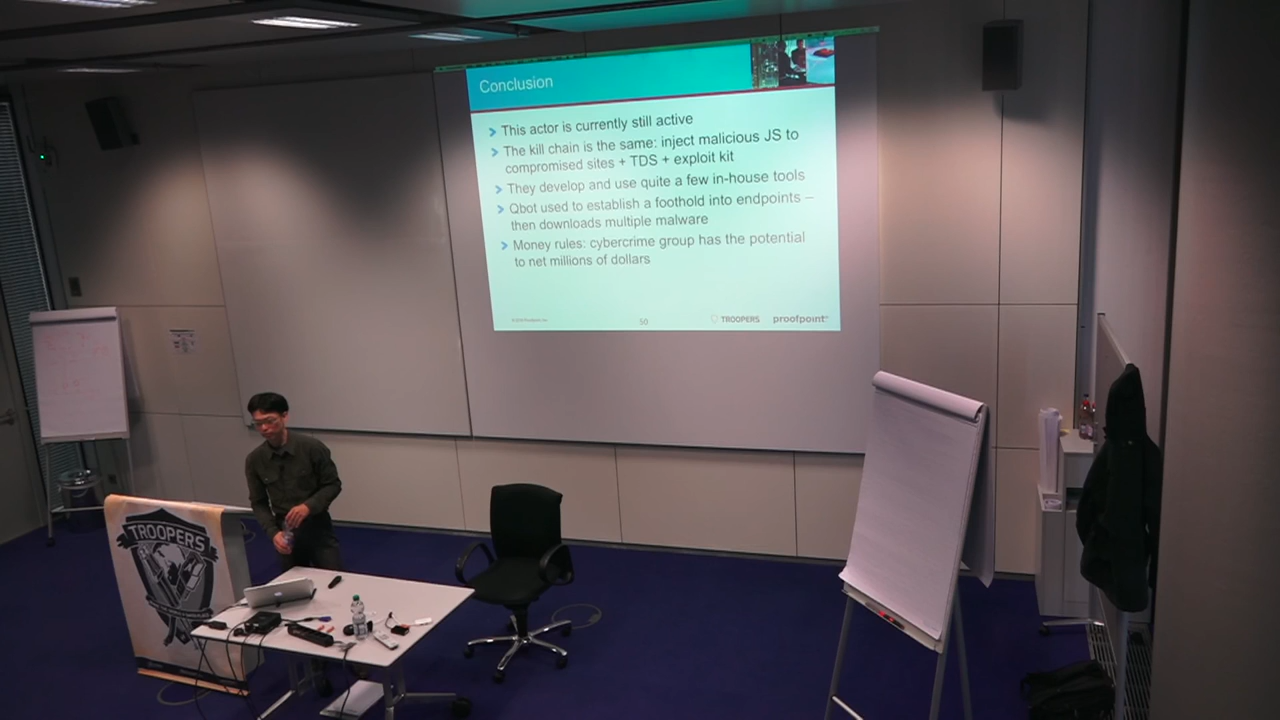 Conclusion
This actor is currently still active
The kill chain is the same: inject malicious JS to
compromised sites + TDS + exploit kit
They develop and use quite a few in-house tools
Qbot used to establish a foothold into endpoints –
then downloads multiple malware
Money rules: cybercrime group has the potential
to net millions of dollars
50
TROOPERS
proofpoint
TROOPERS